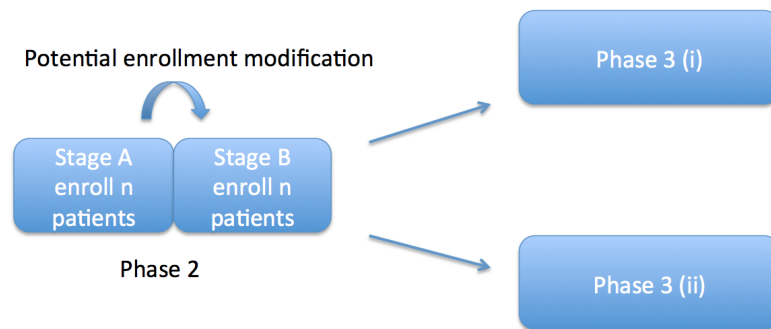 Potential enrollment modification
Phase 3 (i)
Stage A
enroll n
patients
Stage B
enroll n
patients
Phase 2
Phase 3 (ii)